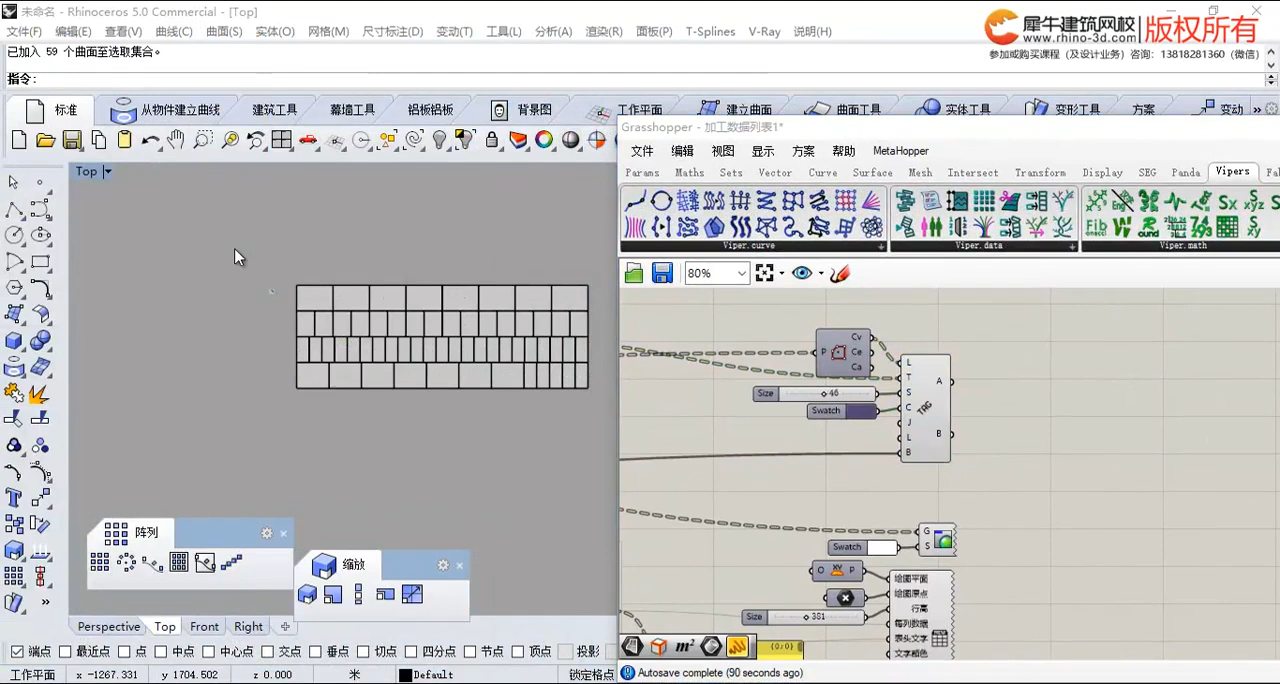 未命名 - Rhinoceros 5.0 Commercial - [Top]
文件(F) 编辑(E) 查看(V) 曲线(C) 曲面(S) 实体(O) 网格(M) 尺寸标注(D) 变动(T) 工具(L) 分析(A) 渲染(R) 面板(P) T-Splines V-Ray 说明(H)
犀牛建筑网校 版权所有
www.rhino-3d.com
参加或购买课程 (及设计业务) 咨询: 13818281360 (微信)
已加入 59 个曲面至选取集合。
指令:
标准 从物件建立曲线 建筑工具 幕墙工具 铝板铝板 背景图 工作平面 建立曲面 曲面工具 实体工具 变形工具 方案 变动
Grasshopper - 加工数据列表1*
文件 编辑 视图 显示 方案 帮助 MetaHopper
Params Maths Sets Vector Curve Surface Mesh Intersect Transform Display SEG Panda Vipers Fa
Viper.curve Viper.data Viper.math
80%
Top
Cv
P Ce
Ca
Size 46
Swatch
L
T
S
C
J
L
B
TAG
A
B
Swatch
G
S
O XY P
Size 381
绘图平面
绘图原点
行高
每列数据
表头文字
文字颜色
阵列
缩放
Perspective Top Front Right
端点 最近点 点 中点 中心点 交点 垂点 切点 四分点 节点 顶点 投影
工作平面 x -1267.331 y 1704.502 z 0.000 米 Default 锁定格点
m²
{0;0}
Autosave complete (90 seconds ago)